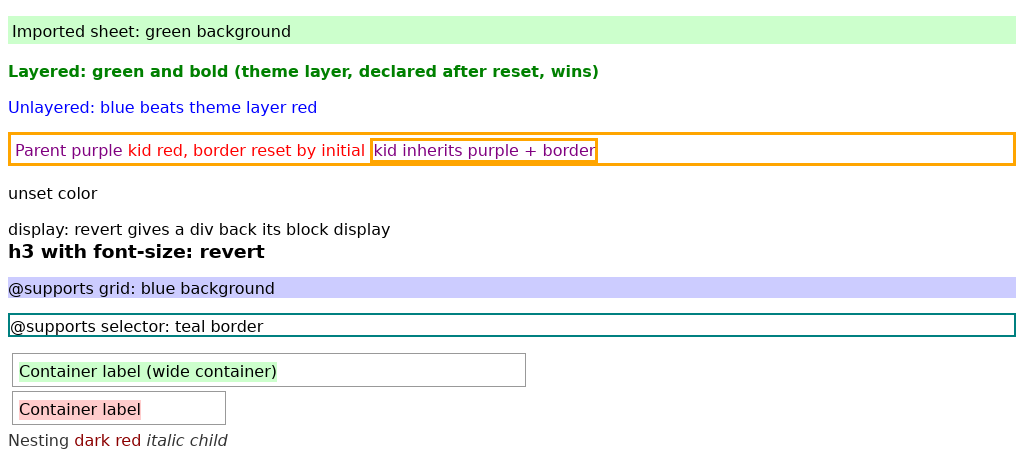 Imported sheet: green background
Layered: green and bold (theme layer, declared after reset, wins)
Unlayered: blue beats theme layer red
Parent purple kid red, border reset by initial kid inherits purple + border
unset color
display: revert gives a div back its block display
h3 with font-size: revert
@supports grid: blue background
@supports selector: teal border
Container label (wide container)
Container label
Nesting dark red italic child